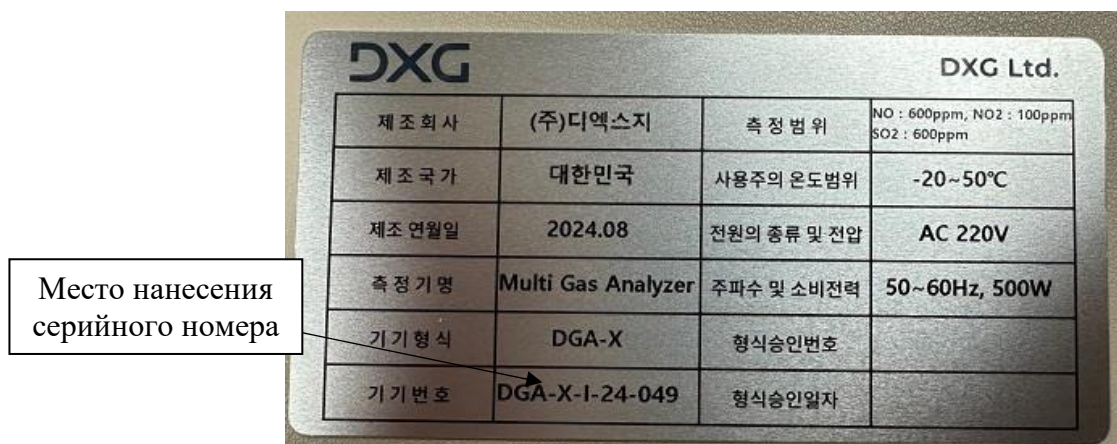 DXG
DXG Ltd.
제조회사 (주)디엑스지 측정범위 NO : 600ppm, NO2 : 100ppm
SO2 : 600ppm
제조국가 대한민국 사용주의 온도범위 -20~50℃
제조 연월일 2024.08 전원의 종류 및 전압 AC 220V
측정기명 Multi Gas Analyzer 주파수 및 소비전력 50~60Hz, 500W
기기형식 DGA-X 형식승인번호
기기번호 DGA-X-I-24-049 형식승인일자
Место нанесения
серийного номера